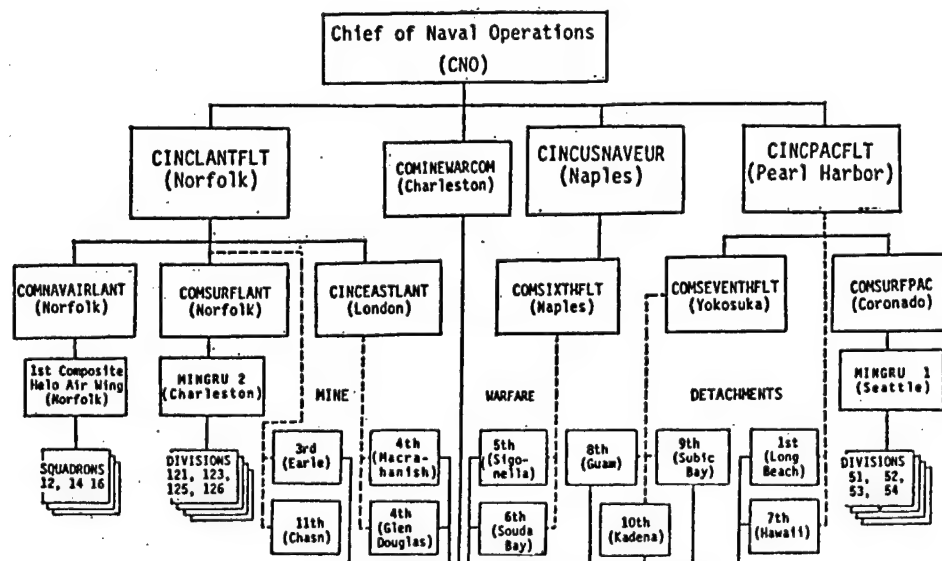 Chief of Naval Operations
(CNO)
CINCLANTFLT
(Norfolk)
COMINEWARCOM
(Charleston)
CINCUSNAVEUR
(Naples)
CINCPACFLT
(Pearl Harbor)
COMNAVAIRLANT
(Norfolk)
COMSURFLANT
(Norfolk)
CINCEASTLANT
(London)
COMSIXTHFLT
(Naples)
COMSEVENTHFLT
(Yokosuka)
COMSURFPAC
(Coronado)
1st Composite
Helo Air Wing
(Norfolk)
MINGRU 2
(Charleston)
MINE
WARFARE
DETACHMENTS
MINGRU 1
(Seattle)
SQUADRONS
12, 14 16
DIVISIONS
121, 123,
125, 126
3rd
(Earle)
4th
(Macra-
hanish)
5th
((Sigo-
nella)
8th
(Guam)
9th
(Subic
Bay)
1st
(Long
Beach)
DIVISIONS
51, 52,
53, 54
11th
(Chasn)
4th
(Glen
Douglas)
6th
(Souda
Bay)
10th
(Kadena)
7th
(Hawaii)